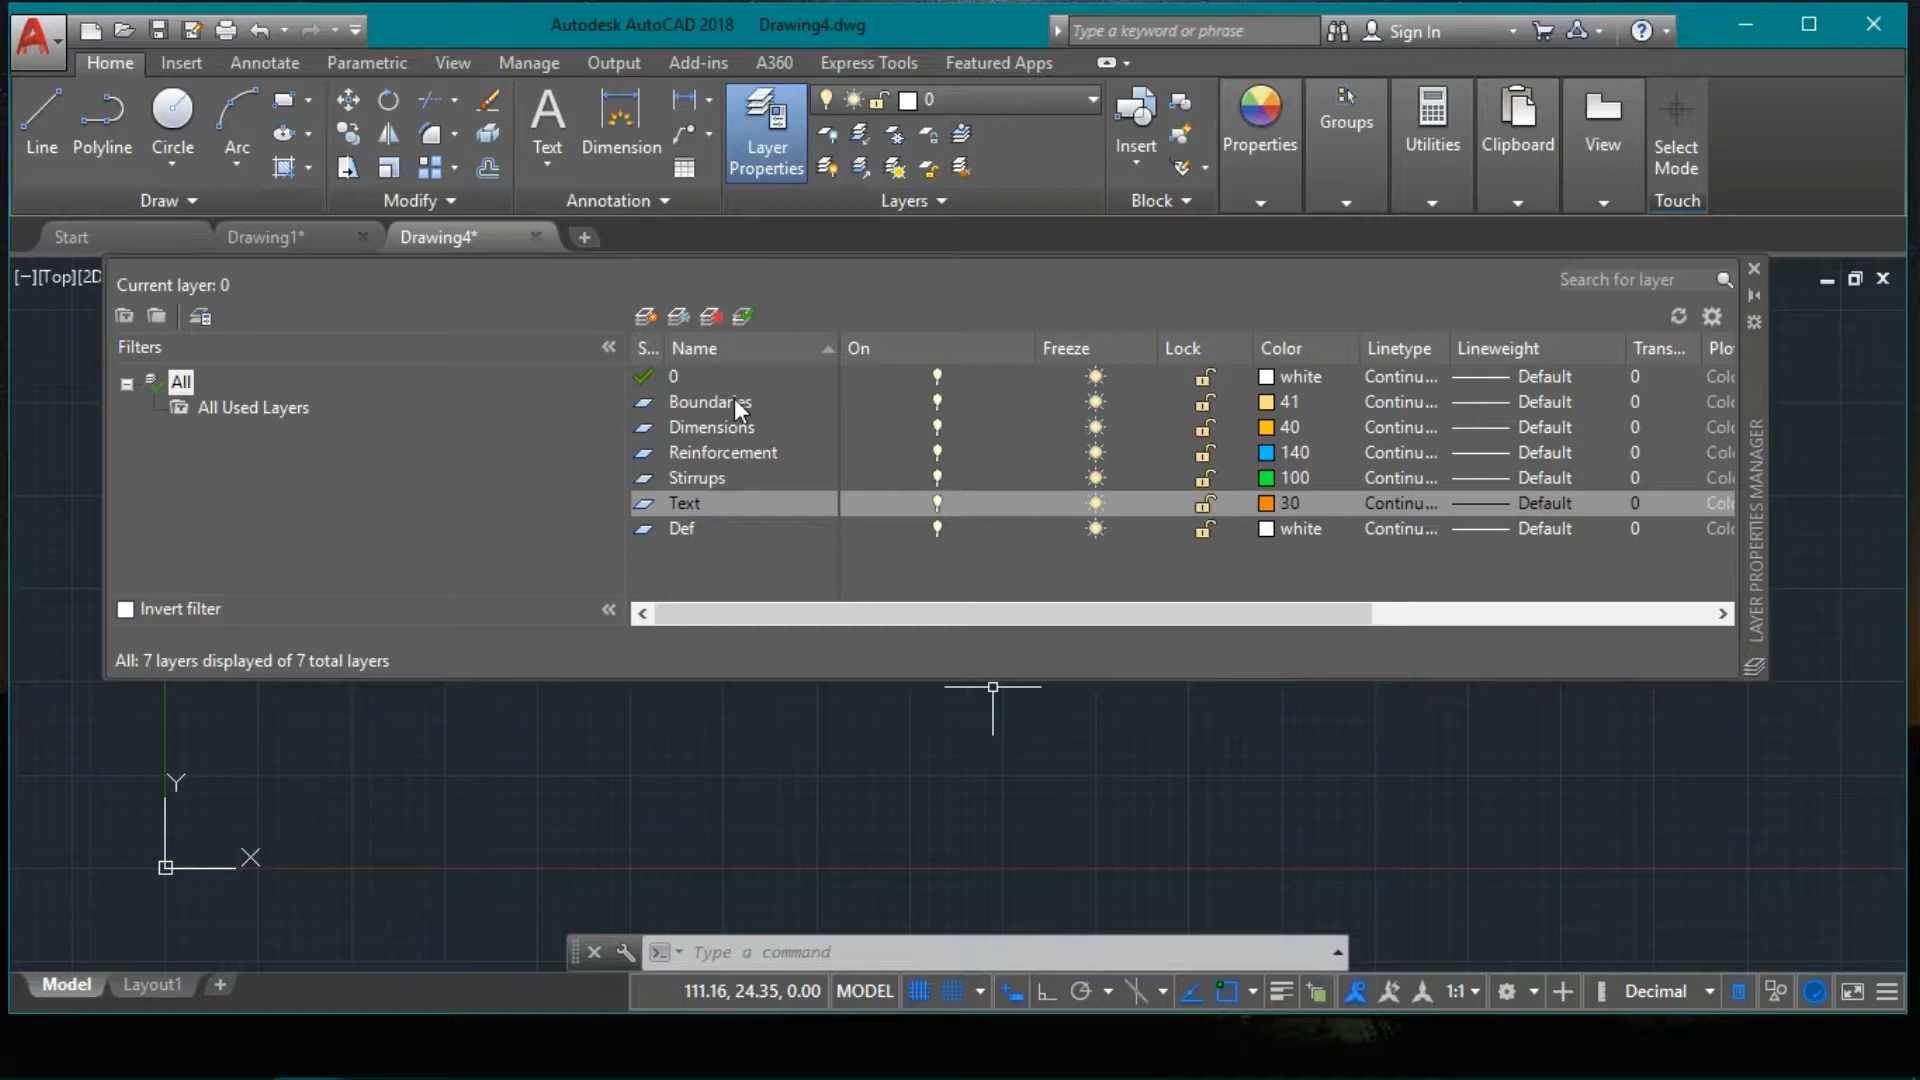 Autodesk AutoCAD 2018 Drawing4.dwg
Type a keyword or phrase
Sign In
Home Insert Annotate Parametric View Manage Output Add-ins A360 Express Tools Featured Apps
Line Polyline Circle Arc
Text Dimension
Layer Properties
0
Insert
Properties
Groups
Utilities
Clipboard
View
Select Mode
Draw Modify Annotation Layers Block Touch
Start Drawing1* Drawing4*
[−][Top][2D
Current layer: 0
Search for layer
Filters
S... Name On Freeze Lock Color Linetype Lineweight Trans... Plo
All
All Used Layers
0 white Continu... Default 0 Colo
Boundaries 41 Continu... Default 0 Colo
Dimensions 40 Continu... Default 0 Colo
Reinforcement 140 Continu... Default 0 Colo
Stirrups 100 Continu... Default 0 Colo
Text 30 Continu... Default 0 Colo
Def white Continu... Default 0 Colo
Invert filter
All: 7 layers displayed of 7 total layers
LAYER PROPERTIES MANAGER
Y
X
Type a command
Model Layout1
111.16, 24.35, 0.00 MODEL 1:1 Decimal